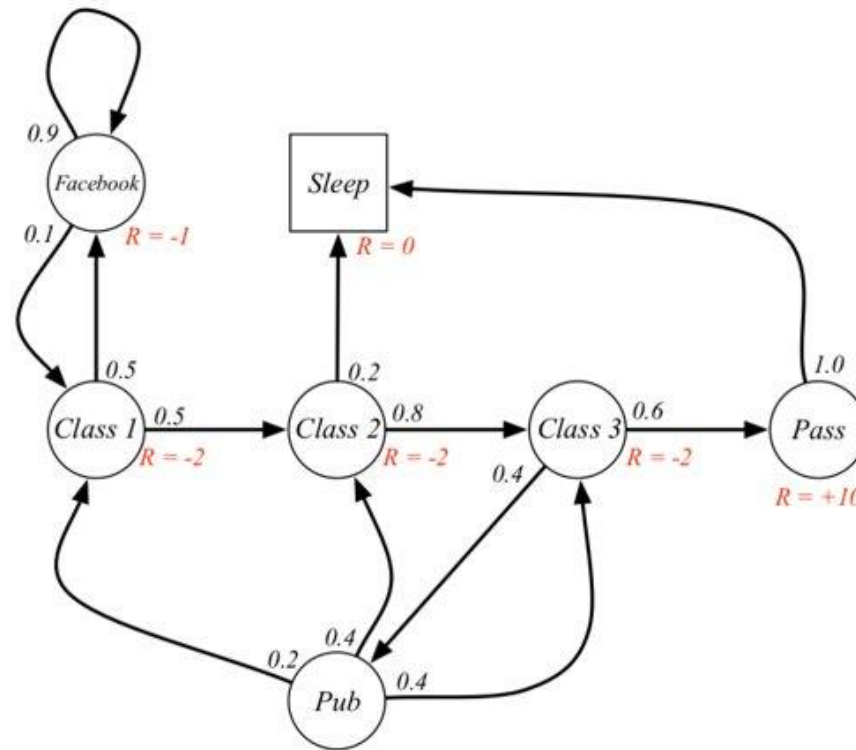 0.9
Facebook
Sleep
0.1
R = -1
R = 0
0.5
0.2
1.0
Class 1
0.5
Class 2
0.8
Class 3
0.6
Pass
R = -2
R = -2
0.4
R = -2
R = +10
0.4
0.2
Pub
0.4